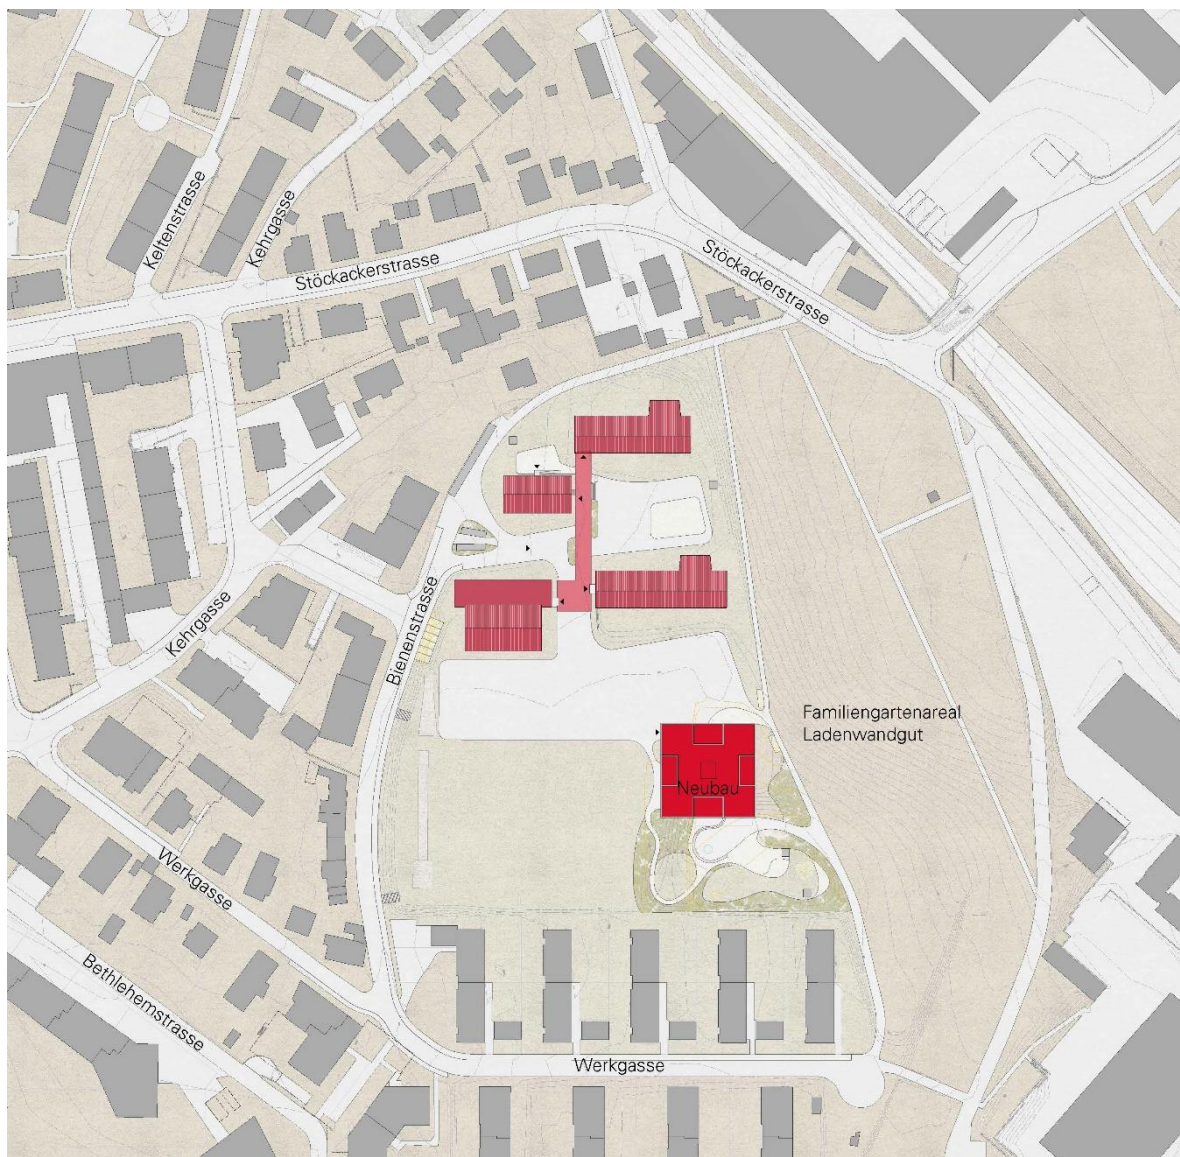 Keltenstrasse
Kehrgasse
Stöckackerstrasse
Stöckackerstrasse
Kehrgasse
Bienenstrasse
Familiengartenareal
Ladenwandgut
Neubau
Werkgasse
Bethlehemstrasse
Werkgasse